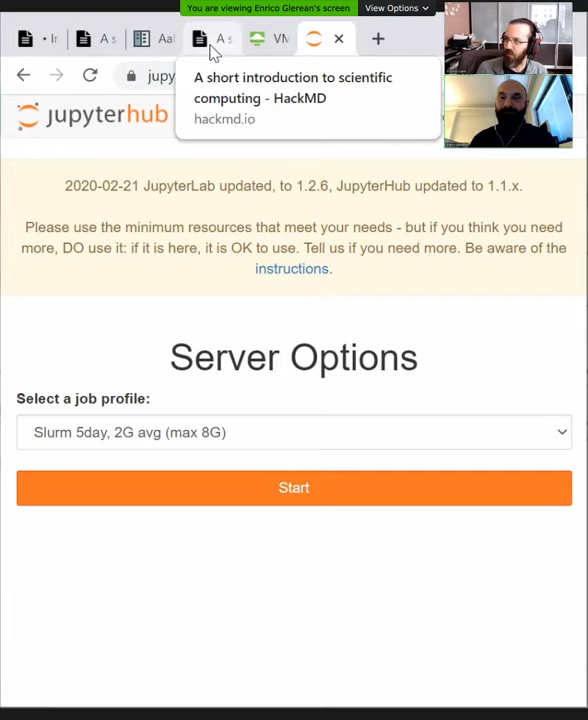 You are viewing Enrico Glerean's screen
View Options
A s
Aa
A s
VM
jupy
A short introduction to scientific
computing - HackMD
hackmd.io
jupyterhub
2020-02-21 JupyterLab updated, to 1.2.6, JupyterHub updated to 1.1.x.
Please use the minimum resources that meet your needs - but if you think you need
more, DO use it: if it is here, it is OK to use. Tell us if you need more. Be aware of the
instructions.
Server Options
Select a job profile:
Slurm 5day, 2G avg (max 8G)
Start